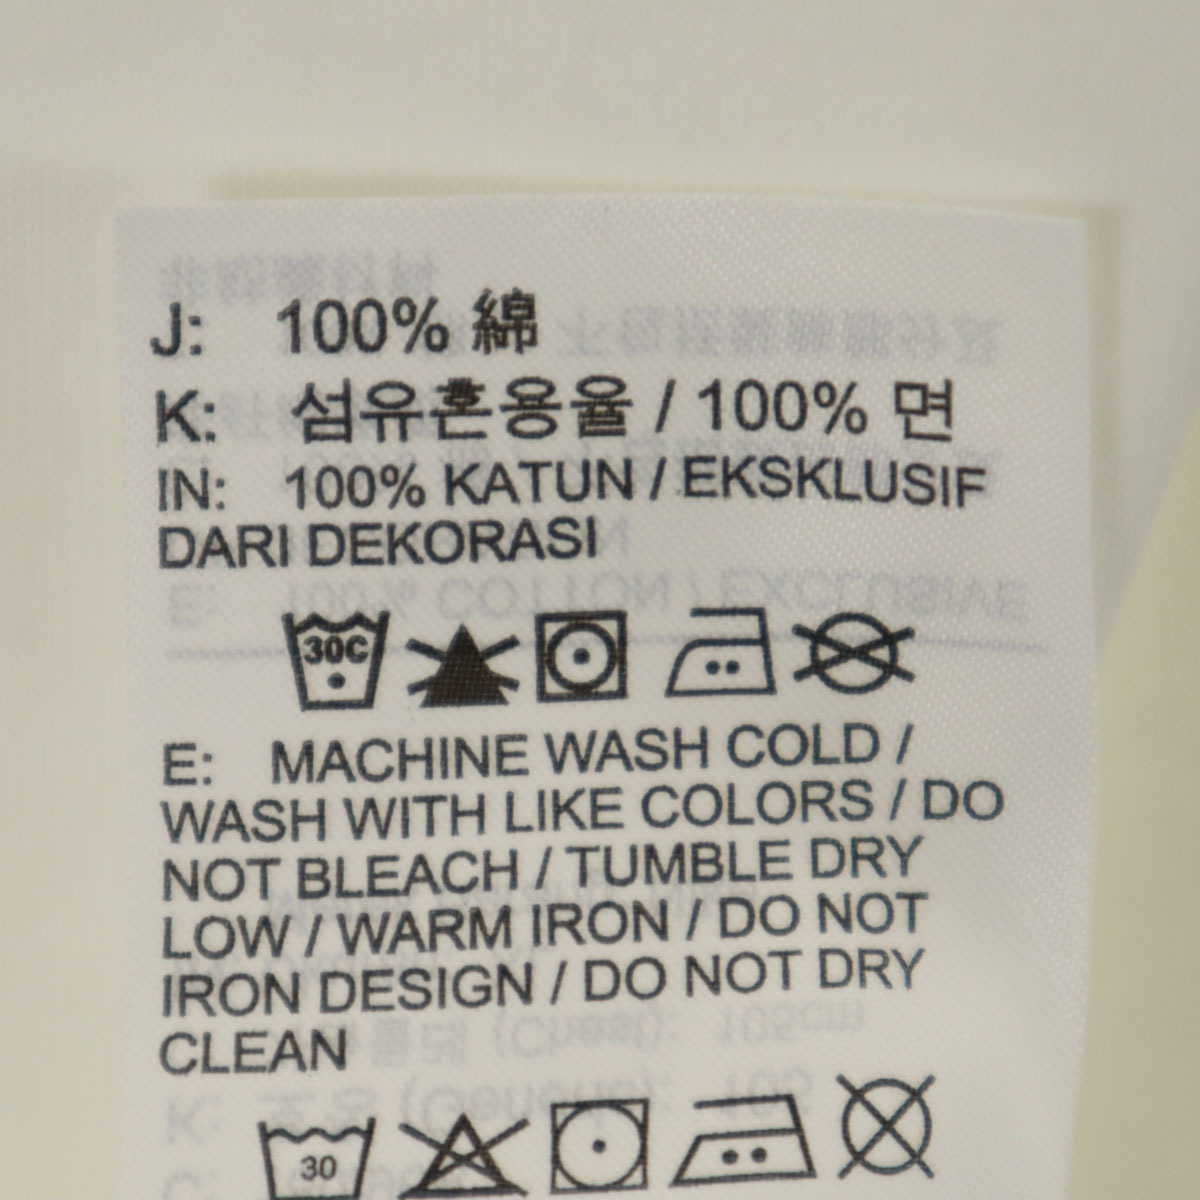 J: 100% 綿
K: 섬유혼용율 / 100% 면
IN: 100% KATUN / EKSKLUSIF
DARI DEKORASI
30C
E: MACHINE WASH COLD /
WASH WITH LIKE COLORS / DO
NOT BLEACH / TUMBLE DRY
LOW / WARM IRON / DO NOT
IRON DESIGN / DO NOT DRY
CLEAN
30